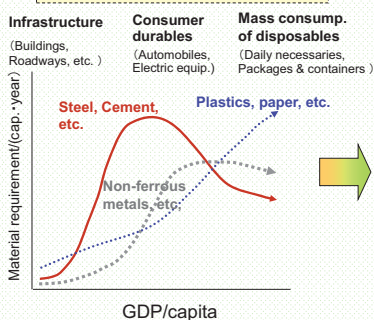 Infrastructure
(Buildings,
Roadways, etc. )
Consumer
durables
(Automobiles,
Electric equip.)
Mass consump.
of disposables
(Daily necessaries,
Packages & containers )
Material requirement/(cap.・year)
Steel, Cement,
etc.
Plastics, paper, etc.
Non-ferrous
metals, etc,
GDP/capita